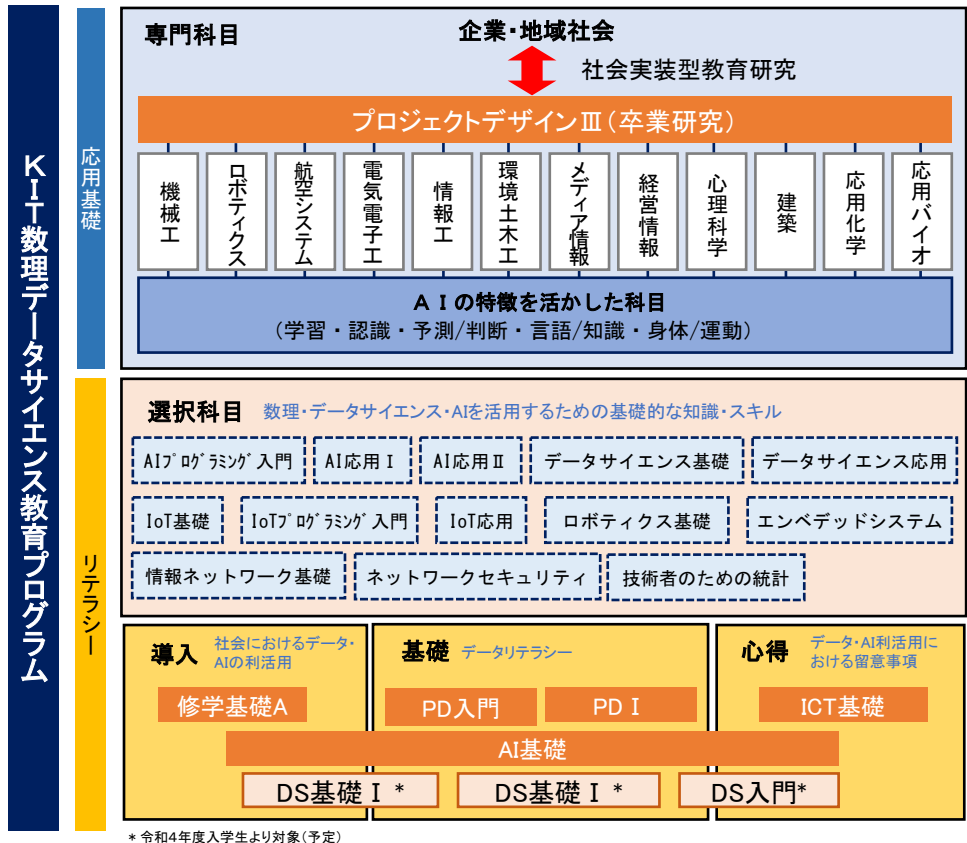 KIT数理データサイエンス教育プログラム
応用基礎
専門科目
企業・地域社会
社会実装型教育研究
プロジェクトデザインⅢ(卒業研究)
機械工
ロボティクス
航空システム
電気電子工
情報工
環境土木工
メディア情報
経営情報
心理科学
建築
応用化学
応用バイオ
AIの特徴を活かした科目
(学習・認識・予測/判断・言語/知識・身体/運動)
リテラシー
選択科目 数理・データサイエンス・AIを活用するための基礎的な知識・スキル
AIプログラミング入門 AI応用Ⅰ AI応用Ⅱ データサイエンス基礎 データサイエンス応用
IoT基礎 IoTプログラミング入門 IoT応用 ロボティクス基礎 エンベデッドシステム
情報ネットワーク基礎 ネットワークセキュリティ 技術者のための統計
導入 社会におけるデータ・
AIの利活用
修学基礎A
基礎 データリテラシー
PD入門 PDⅠ
心得 データ・AI利活用に
おける留意事項
ICT基礎
AI基礎
DS基礎Ⅰ* DS基礎Ⅰ* DS入門*
* 令和4年度入学生より対象(予定)